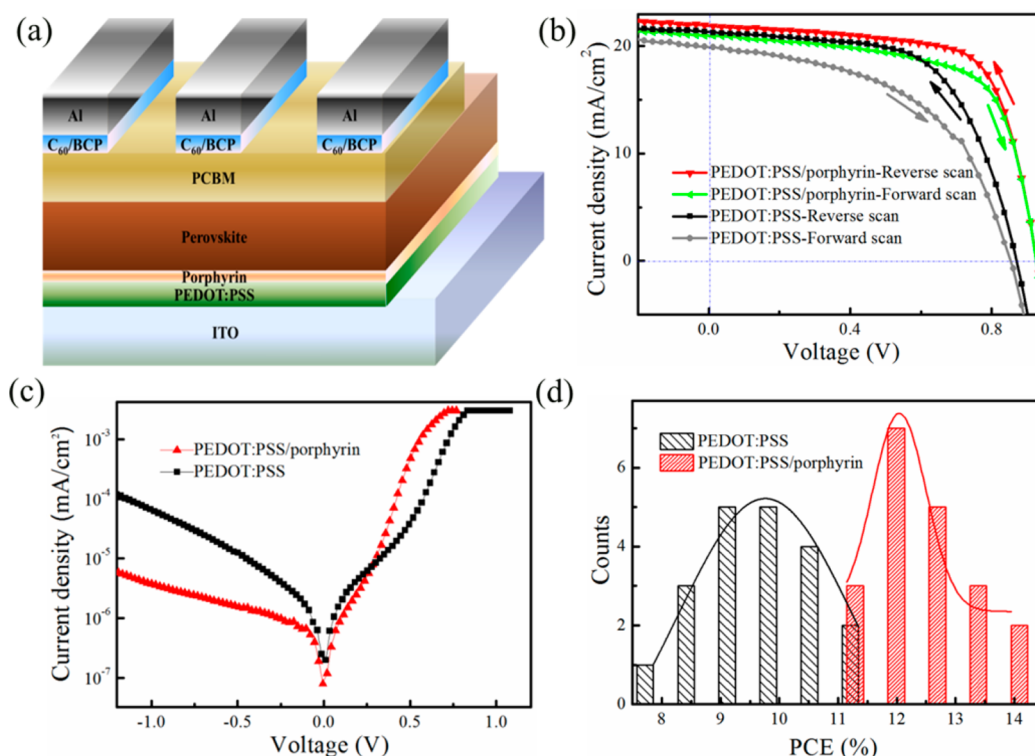 (a)
Al
Al
Al
C60/BCP
C60/BCP
C60/BCP
PCBM
Perovskite
Porphyrin
PEDOT:PSS
ITO
(b)
Current density (mA/cm²)
20
10
0
PEDOT:PSS/porphyrin-Reverse scan
PEDOT:PSS/porphyrin-Forward scan
PEDOT:PSS-Reverse scan
PEDOT:PSS-Forward scan
0.0
0.4
0.8
Voltage (V)
(c)
Current density (mA/cm²)
10⁻³
10⁻⁴
10⁻⁵
10⁻⁶
10⁻⁷
PEDOT:PSS/porphyrin
PEDOT:PSS
-1.0
-0.5
0.0
0.5
1.0
Voltage (V)
(d)
Counts
6
4
2
0
PEDOT:PSS
PEDOT:PSS/porphyrin
8
9
10
11
12
13
14
PCE (%)